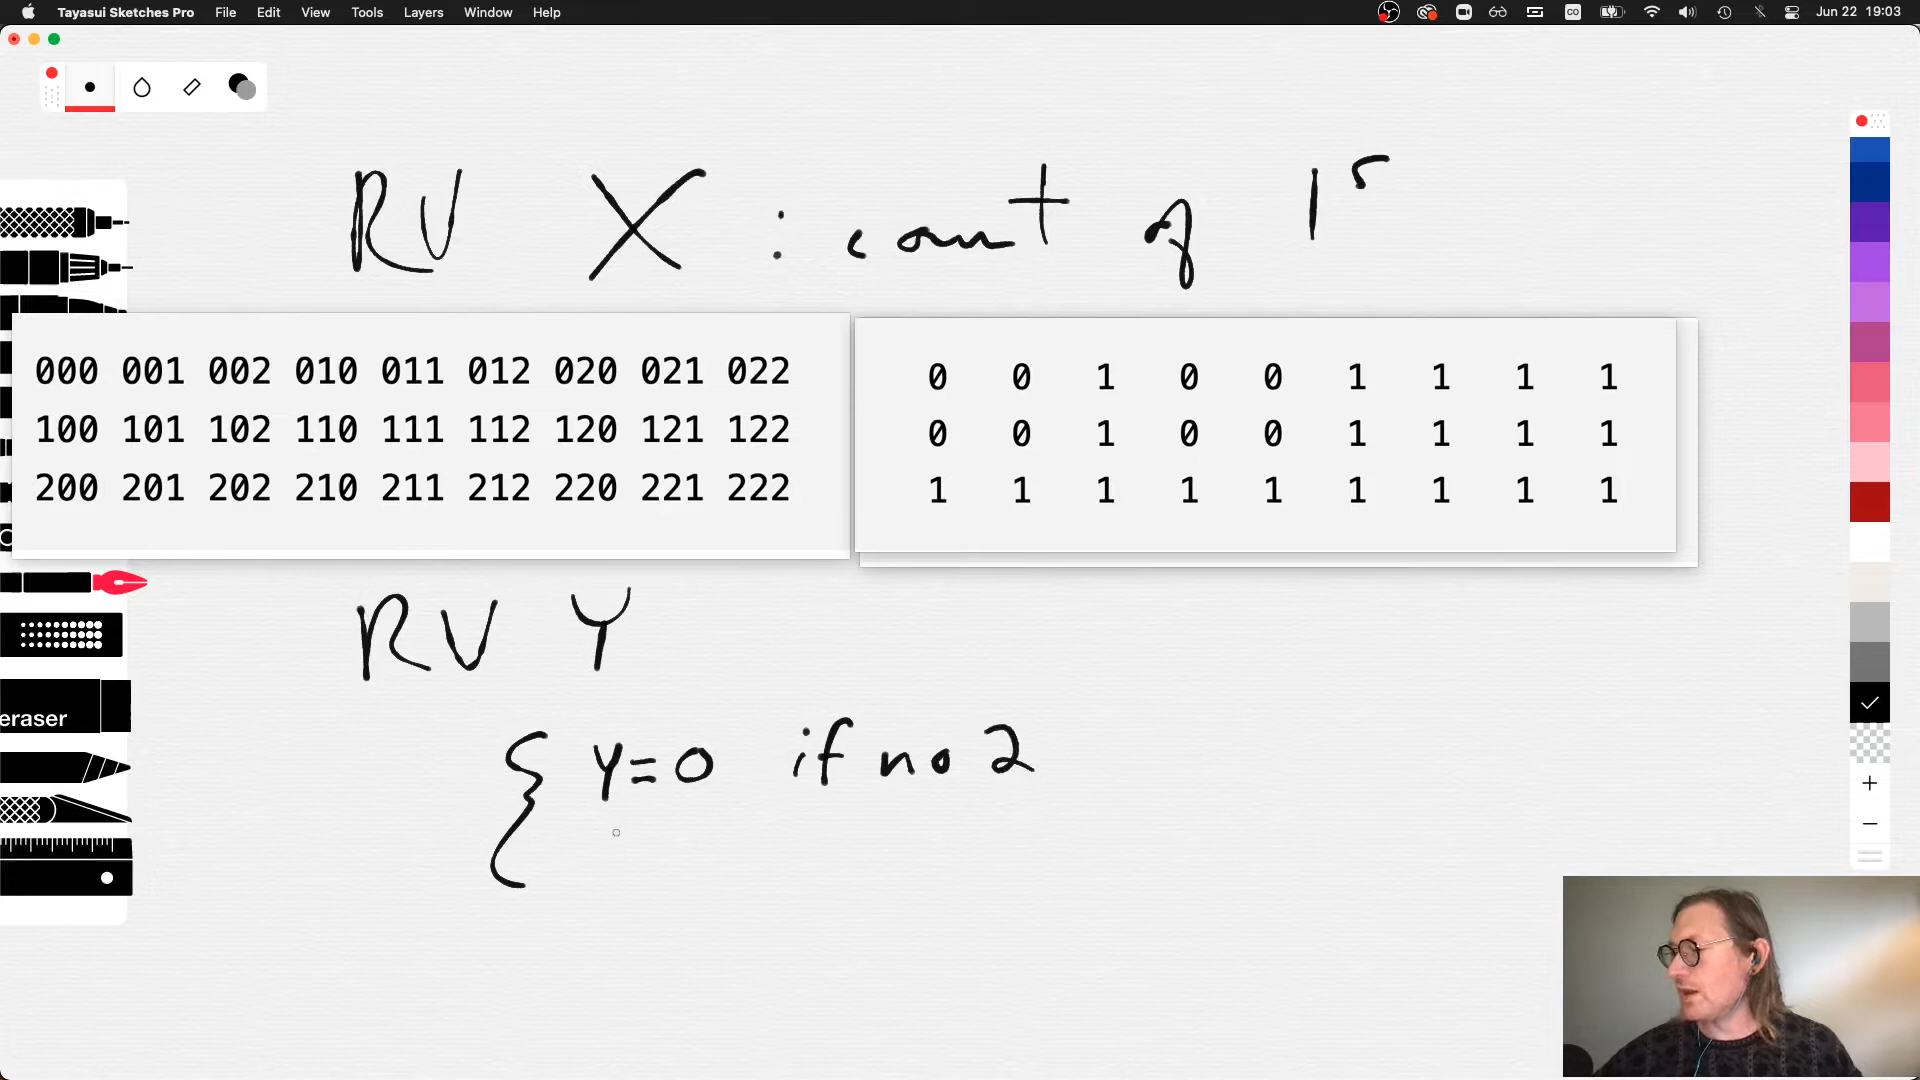 Tayasui Sketches Pro File Edit View Tools Layers Window Help Jun 22 19:03
RV X : count of 1s
000 001 002 010 011 012 020 021 022
100 101 102 110 111 112 120 121 122
200 201 202 210 211 212 220 221 222
0 0 1 0 0 1 1 1 1
0 0 1 0 0 1 1 1 1
1 1 1 1 1 1 1 1 1
RV Y
eraser
{ Y=0 if no 2